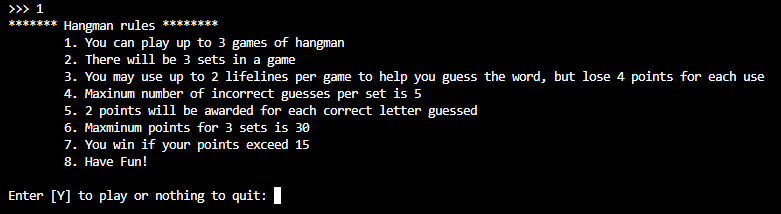 >>> 1
******* Hangman rules ********
1. You can play up to 3 games of hangman
2. There will be 3 sets in a game
3. You may use up to 2 lifelines per game to help you guess the word, but lose 4 points for each use
4. Maxinum number of incorrect guesses per set is 5
5. 2 points will be awarded for each correct letter guessed
6. Maxminum points for 3 sets is 30
7. You win if your points exceed 15
8. Have Fun!
Enter [Y] to play or nothing to quit: